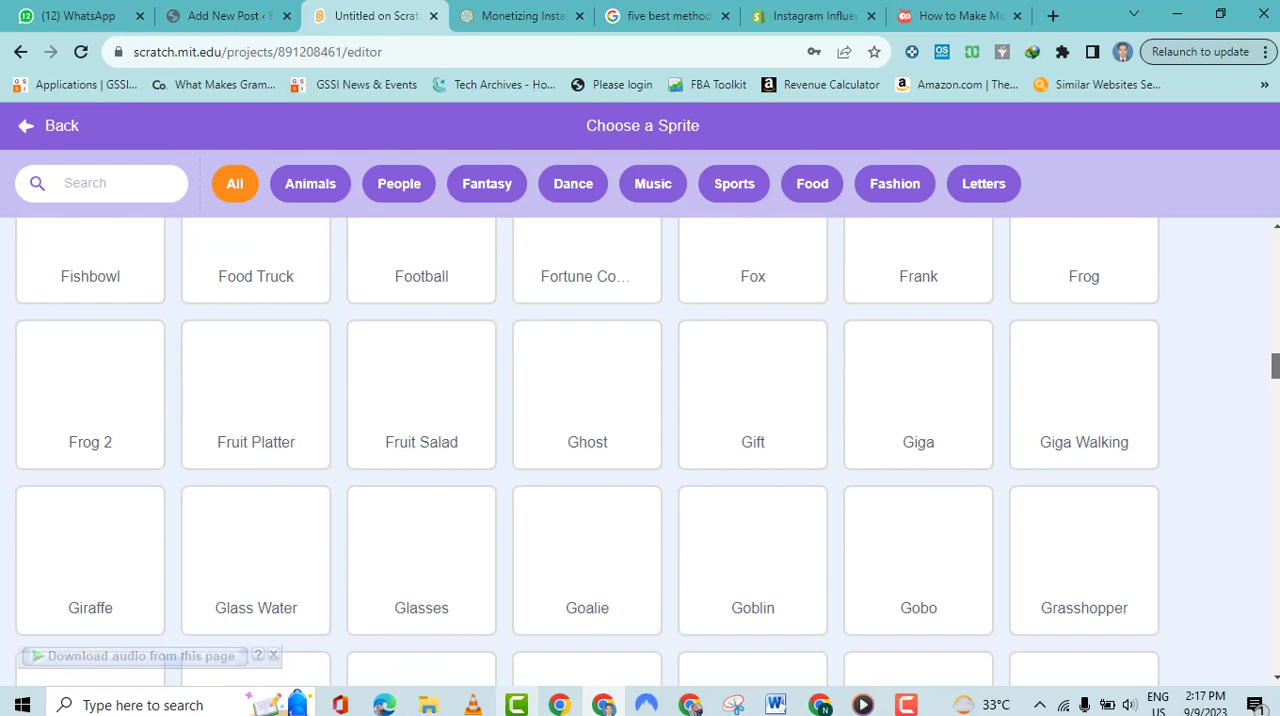 (12) WhatsApp
Add New Post ‹ E
Untitled on Scrat
Monetizing Insta
five best method
Instagram Influen
How to Make Mo
scratch.mit.edu/projects/891208461/editor
Relaunch to update
Applications | GSSI...
Co. What Makes Gram...
GSSI News & Events
Tech Archives - Ho...
Please login
FBA Toolkit
Revenue Calculator
Amazon.com | The...
Similar Websites Se...
»
Back
Choose a Sprite
Search
All
Animals
People
Fantasy
Dance
Music
Sports
Food
Fashion
Letters
Fishbowl
Food Truck
Football
Fortune Co...
Fox
Frank
Frog
Frog 2
Fruit Platter
Fruit Salad
Ghost
Gift
Giga
Giga Walking
Giraffe
Glass Water
Glasses
Goalie
Goblin
Gobo
Grasshopper
Download audio from this page ?
Type here to search
33°C
ENG
US
2:17 PM
9/9/2023